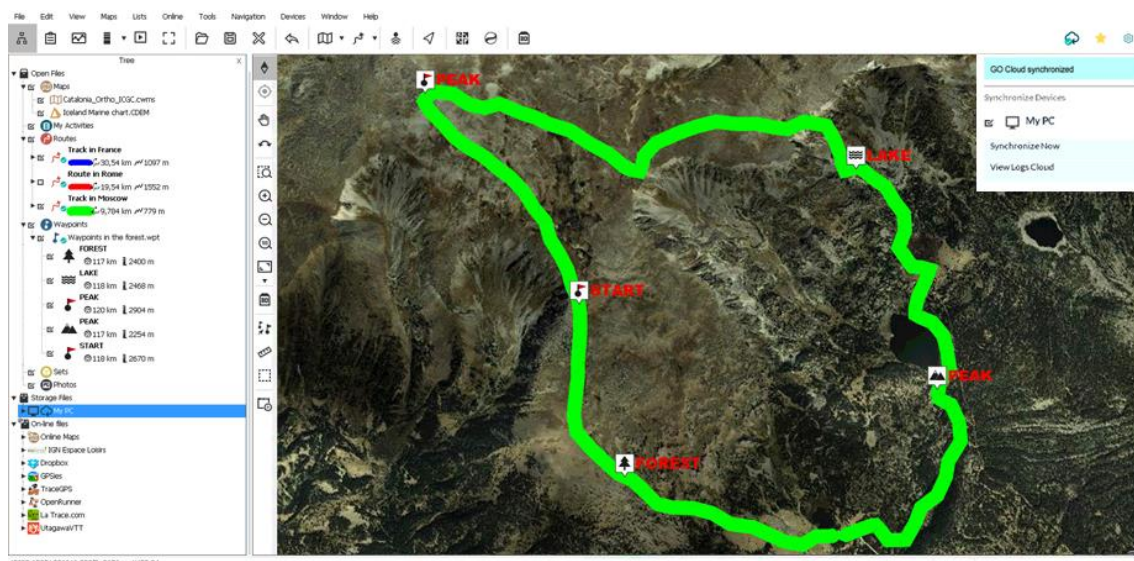 File Edit View Maps Lists Online Tools Navigation Devices Window Help
Tree X
Open Files
Maps
Catalonia_Ortho_ICGC.cwms
Iceland Marine chart.CDEM
My Activities
Routes
Track in France
30,54 km 1097 m
Route in Rome
19,54 km 1552 m
Track in Moscow
9,784 km 779 m
Waypoints
Waypoints in the forest.wpt
FOREST
117 km 2400 m
LAKE
118 km 2468 m
PEAK
120 km 2904 m
PEAK
117 km 2254 m
START
118 km 2670 m
Sets
Photos
Storage Files
My PC
On-line files
Online Maps
IGN Espace Loisirs
Dropbox
GPSies
TraceGPS
OpenRunner
La Trace.com
UtagawaVTT
PEAK
LAKE
START
PEAK
FOREST
GO Cloud synchronized
Synchronize Devices
My PC
Synchronize Now
View Logs Cloud